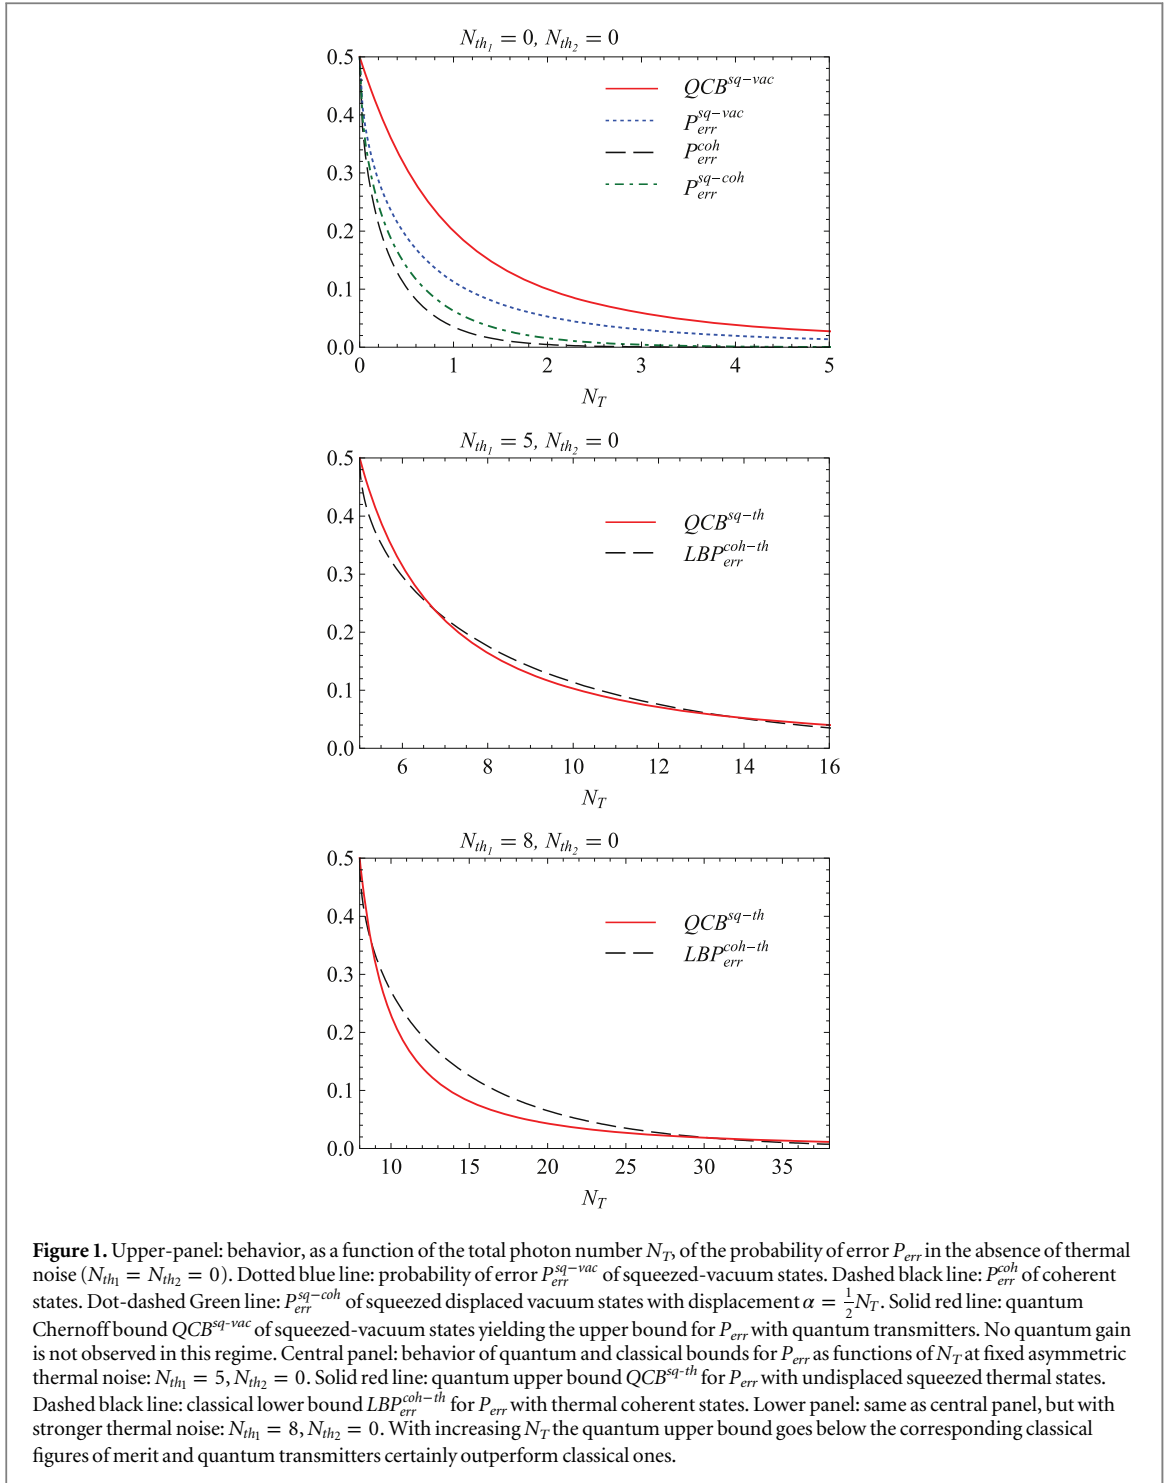 N_{th_1} = 0, N_{th_2} = 0
0.5
0.4
0.3
0.2
0.1
0.0
QCB^{sq−vac}
P_{err}^{sq−vac}
P_{err}^{coh}
P_{err}^{sq−coh}
0 1 2 3 4 5
N_T
N_{th_1} = 5, N_{th_2} = 0
0.5
0.4
0.3
0.2
0.1
0.0
QCB^{sq−th}
LBP_{err}^{coh−th}
6 8 10 12 14 16
N_T
N_{th_1} = 8, N_{th_2} = 0
0.5
0.4
0.3
0.2
0.1
0.0
QCB^{sq−th}
LBP_{err}^{coh−th}
10 15 20 25 30 35
N_T
Figure 1. Upper-panel: behavior, as a function of the total photon number N_T, of the probability of error P_{err} in the absence of thermal
noise (N_{th_1} = N_{th_2} = 0). Dotted blue line: probability of error P_{err}^{sq−vac} of squeezed-vacuum states. Dashed black line: P_{err}^{coh} of coherent
states. Dot-dashed Green line: P_{err}^{sq−coh} of squeezed displaced vacuum states with displacement α = \frac{1}{2}N_T. Solid red line: quantum
Chernoff bound QCB^{sq-vac} of squeezed-vacuum states yielding the upper bound for P_{err} with quantum transmitters. No quantum gain
is not observed in this regime. Central panel: behavior of quantum and classical bounds for P_{err} as functions of N_T at fixed asymmetric
thermal noise: N_{th_1} = 5, N_{th_2} = 0. Solid red line: quantum upper bound QCB^{sq-th} for P_{err} with undisplaced squeezed thermal states.
Dashed black line: classical lower bound LBP_{err}^{coh−th} for P_{err} with thermal coherent states. Lower panel: same as central panel, but with
stronger thermal noise: N_{th_1} = 8, N_{th_2} = 0. With increasing N_T the quantum upper bound goes below the corresponding classical
figures of merit and quantum transmitters certainly outperform classical ones.